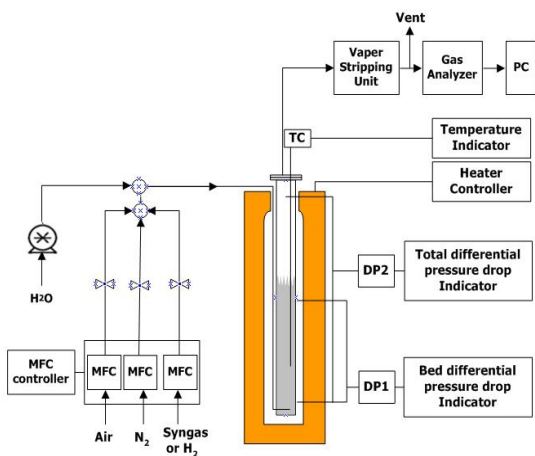 Vent
Vaper
Stripping
Unit
Gas
Analyzer
PC
TC
Temperature
Indicator
Heater
Controller
H2O
DP2
Total differential
pressure drop
Indicator
MFC
controller
MFC
MFC
MFC
DP1
Bed differential
pressure drop
Indicator
Air
N2
Syngas
or H2